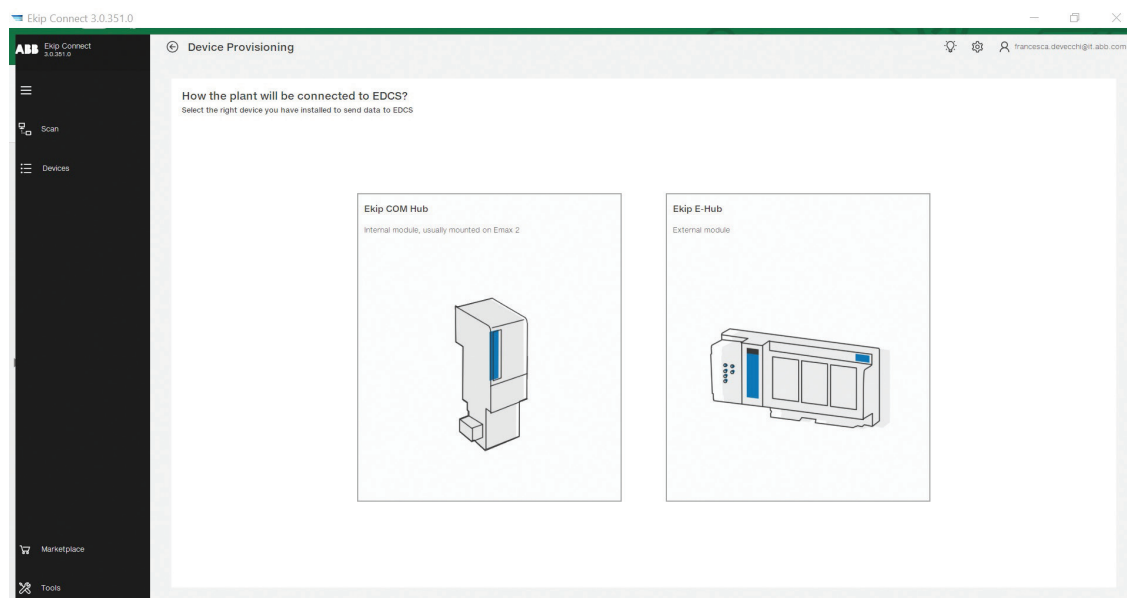 Ekip Connect 3.0.351.0
ABB Ekip Connect
3.0.351.0
Device Provisioning
francesca.devecchi@it.abb.com
Scan
Devices
Marketplace
Tools
How the plant will be connected to EDCS?
Select the right device you have installed to send data to EDCS
Ekip COM Hub
Internal module, usually mounted on Emax 2
Ekip E-Hub
External module